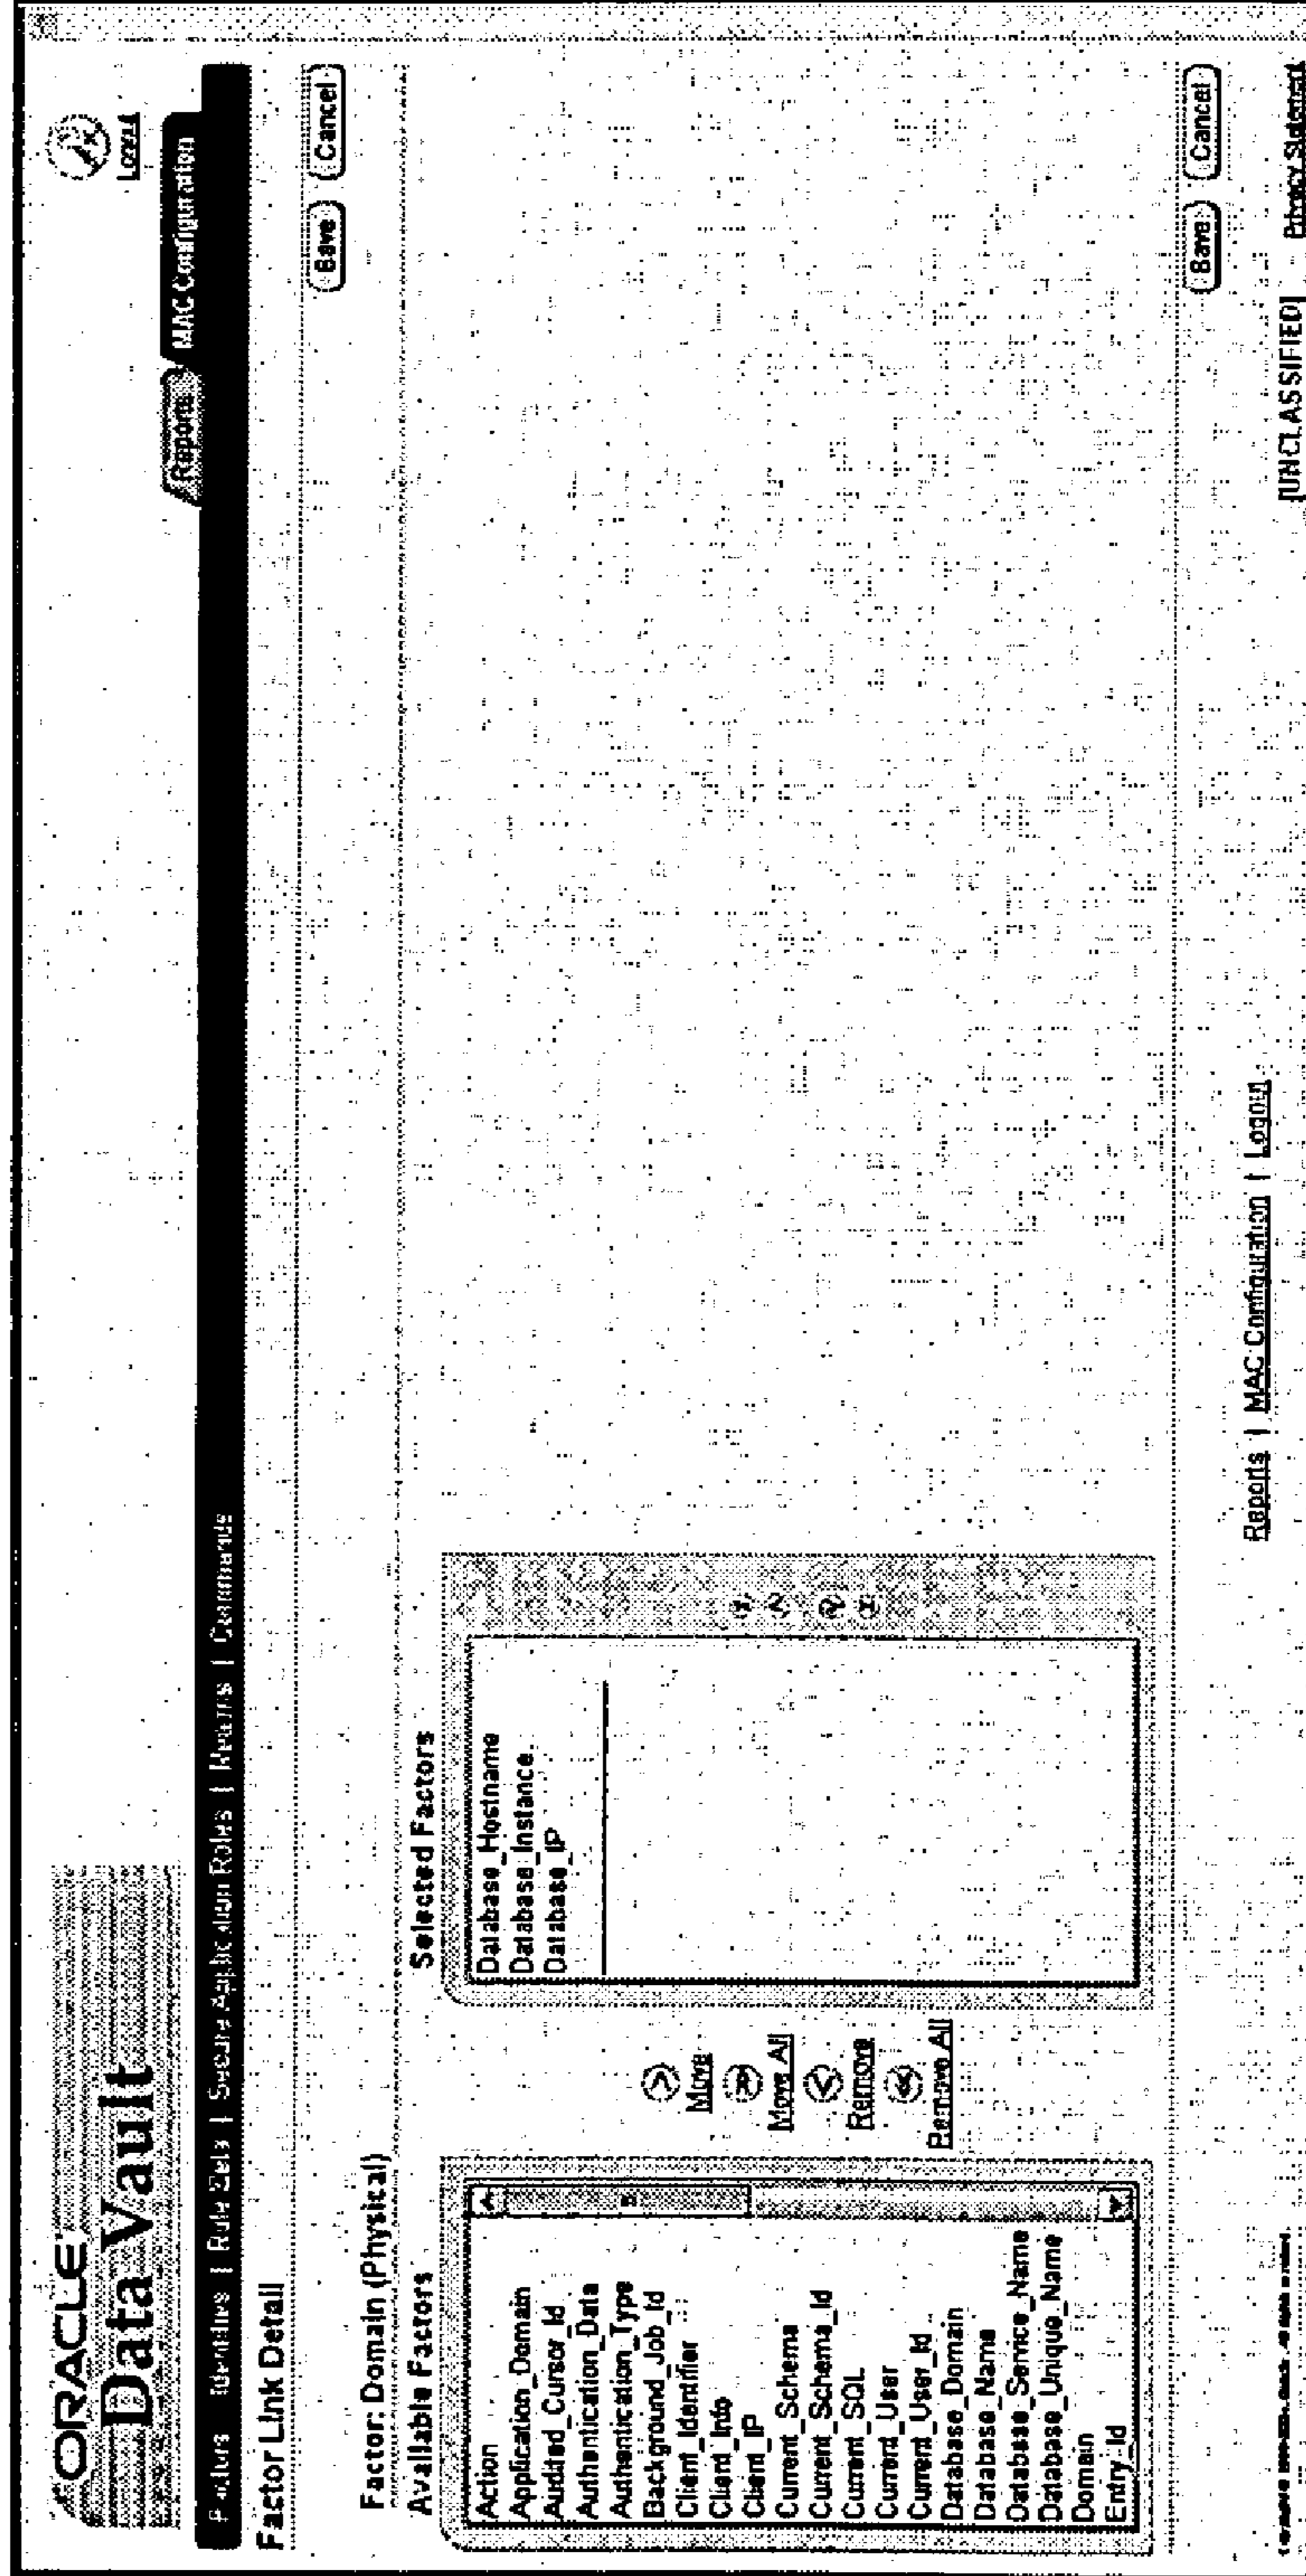 ORACLE
Data Vault
Logout
Reports MAC Configuration
Factors Identities | Rule Sets | Secure Application Roles | Realms | Commands
Factor Link Detail
Save Cancel
Factor: Domain (Physical)
Available Factors
Action
Application_Domain
Audited_Cursor_Id
Authentication_Data
Authentication_Type
Background_Job_Id
Client_Identifier
Client_Info
Client_IP
Current_Schema
Current_Schema_Id
Current_SQL
Current_User
Current_User_Id
Database_Domain
Database_Name
Database_Service_Name
Database_Unique_Name
Domain
Entry_Id
Move
Move All
Remove
Remove All
Selected Factors
Database_Hostname
Database_Instance
Database_IP
Save Cancel
Reports | MAC Configuration | Logout
[UNCLASSIFIED] Privacy Statement